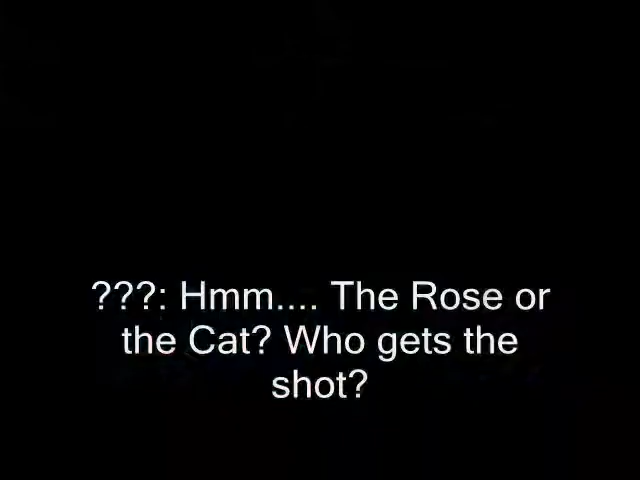 ???: Hmm.... The Rose or
the Cat? Who gets the
shot?